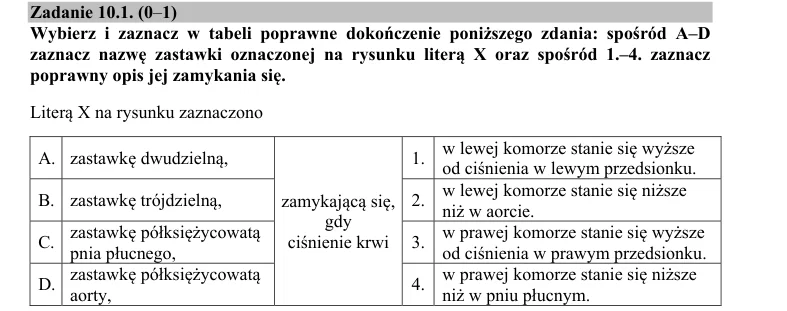 Zadanie 10.1. (0–1)
Wybierz i zaznacz w tabeli poprawne dokończenie poniższego zdania: spośród A–D
zaznacz nazwę zastawki oznaczonej na rysunku literą X oraz spośród 1.–4. zaznacz
poprawny opis jej zamykania się.
Literą X na rysunku zaznaczono
A. zastawkę dwudzielną,
B. zastawkę trójdzielną,
C. zastawkę półksiężycowatą
pnia płucnego,
D. zastawkę półksiężycowatą
aorty,
zamykającą się,
gdy
ciśnienie krwi
1. w lewej komorze stanie się wyższe
od ciśnienia w lewym przedsionku.
2. w lewej komorze stanie się niższe
niż w aorcie.
3. w prawej komorze stanie się wyższe
od ciśnienia w prawym przedsionku.
4. w prawej komorze stanie się niższe
niż w pniu płucnym.